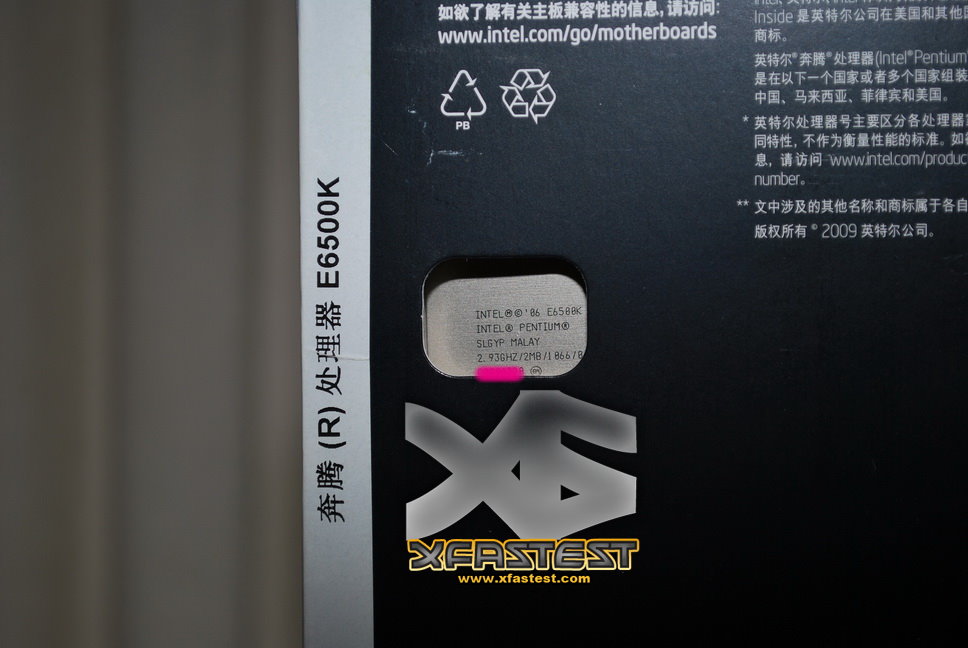 如欲了解有关主板兼容性的信息, 请访问:
www.intel.com/go/motherboards
PB
Inside 是英特尔公司在美国和其他
商标。
英特尔®奔腾®处理器(Intel®Pentium®
是在以下一个国家或者多个国家组装
中国、马来西亚、菲律宾和美国。
* 英特尔处理器号主要区分各处理器
同特性, 不作为衡量性能的标准。如
息, 请访问 www.intel.com/produc
number。
** 文中涉及的其他名称和商标属于各自
版权所有 © 2009 英特尔公司。
奔腾 (R) 处理器 E6500K
INTEL®©'06 E6500K
INTEL® PENTIUM®
SLGYP MALAY
2.93GHZ/2MB/1066/0
XFASTEST
www.xfastest.com